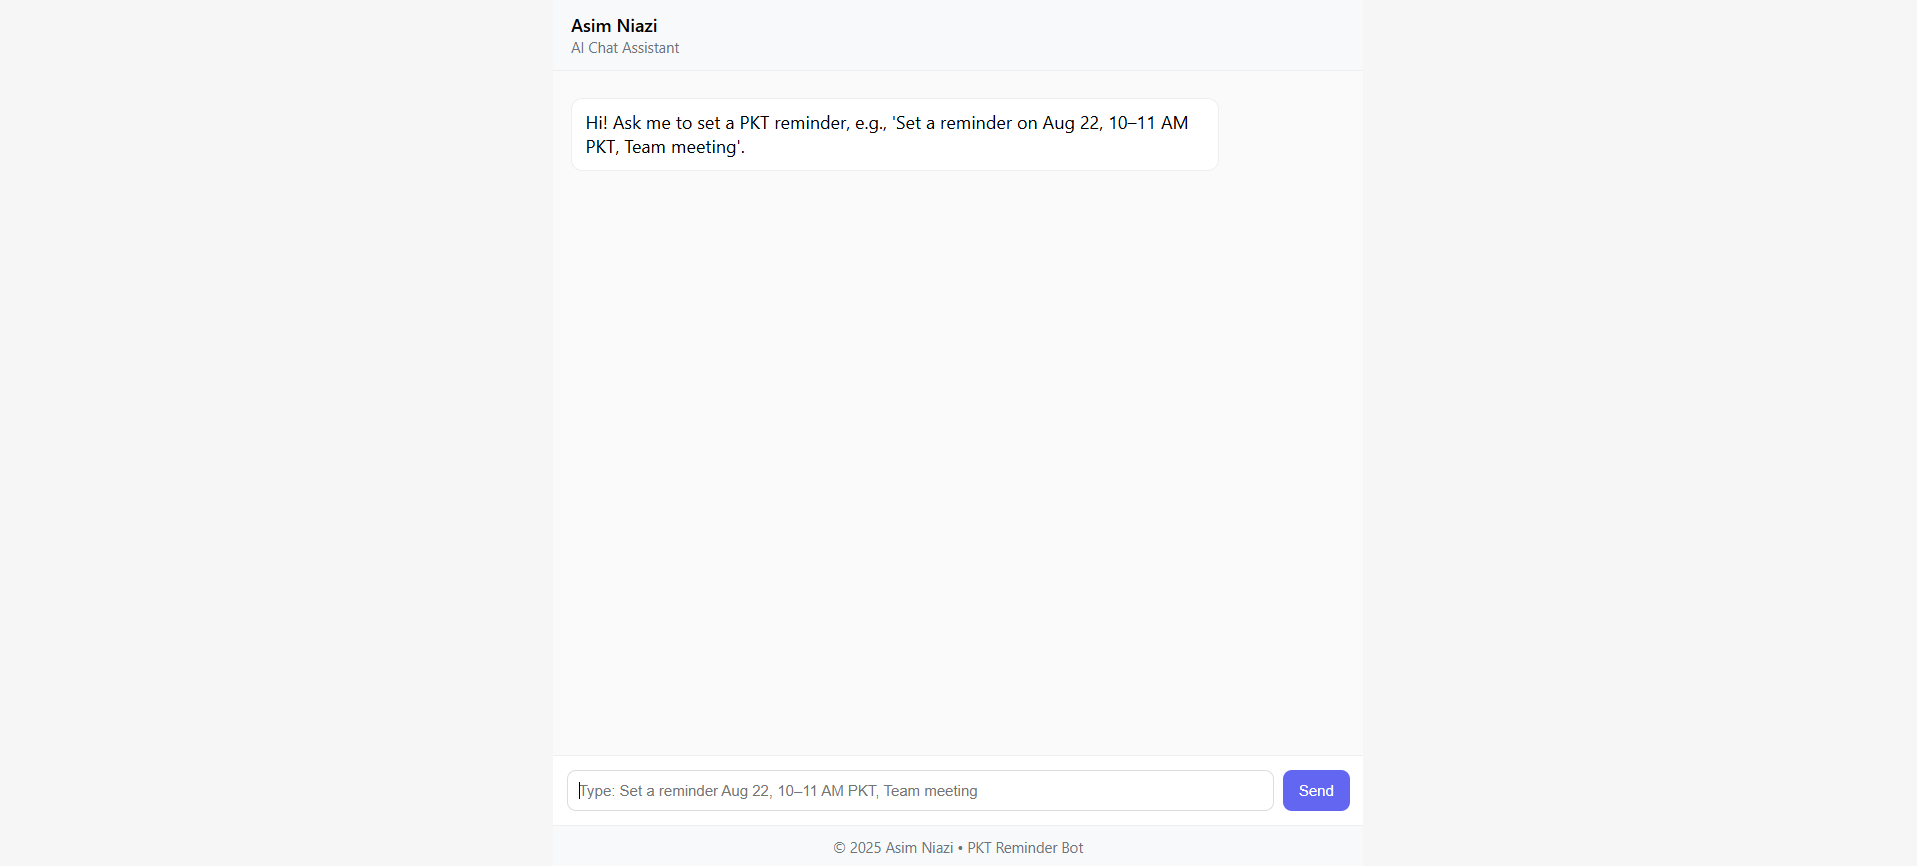 Asim Niazi
AI Chat Assistant
Hi! Ask me to set a PKT reminder, e.g., 'Set a reminder on Aug 22, 10–11 AM
PKT, Team meeting'.
Type: Set a reminder Aug 22, 10–11 AM PKT, Team meeting
Send
© 2025 Asim Niazi • PKT Reminder Bot